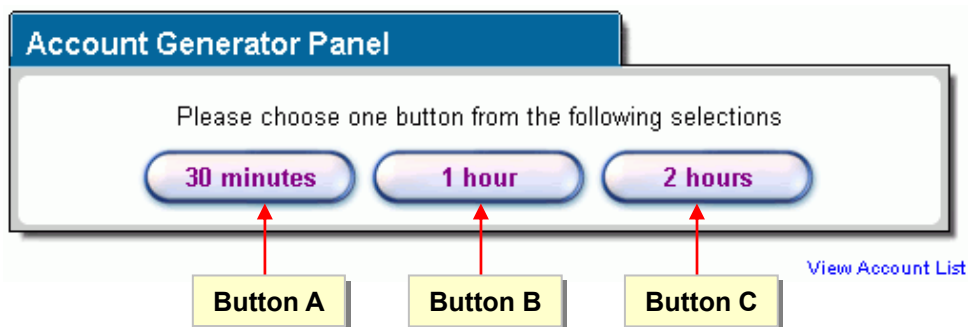 Account Generator Panel
Please choose one button from the following selections
30 minutes 1 hour 2 hours
View Account List
Button A Button B Button C